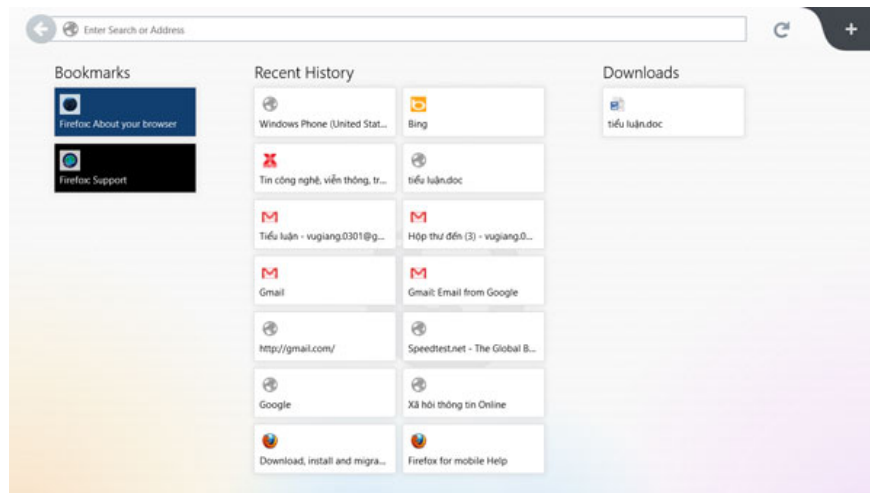 Enter Search or Address
+
Bookmarks
Firefox: About your browser
Firefox: Support
Recent History
Windows Phone (United Stat...
Bing
Tin công nghệ, viễn thông, tr...
tiểu luận.doc
Tiểu luận - vugiang.0301@g...
Hộp thư đến (3) - vugiang.0...
Gmail
Gmail: Email from Google
http://gmail.com/
Speedtest.net - The Global B...
Google
Xã hội thông tin Online
Download, install and migra...
Firefox for mobile Help
Downloads
tiểu luận.doc